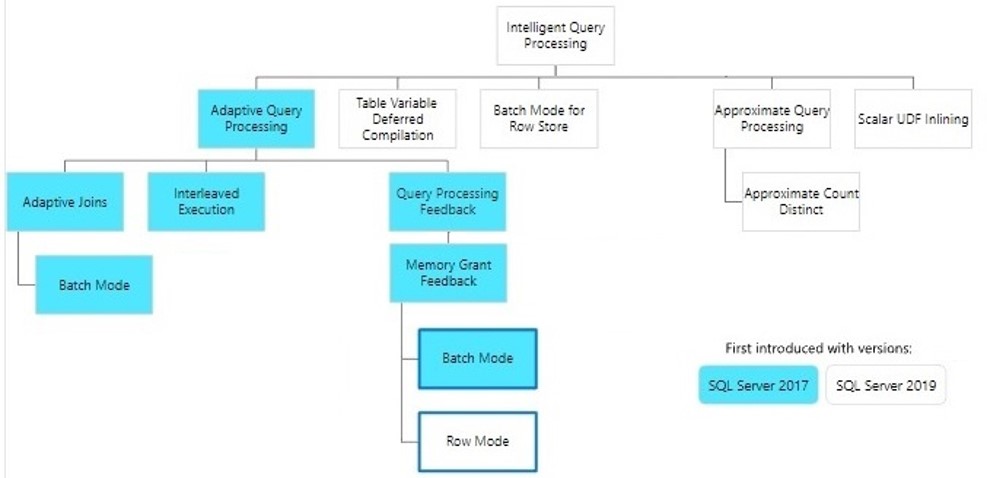 Intelligent Query
Processing
Adaptive Query
Processing
Table Variable
Deferred
Compilation
Batch Mode for
Row Store
Approximate Query
Processing
Scalar UDF Inlining
Adaptive Joins
Interleaved
Execution
Query Processing
Feedback
Approximate Count
Distinct
Batch Mode
Memory Grant
Feedback
Batch Mode
Row Mode
First introduced with versions:
SQL Server 2017
SQL Server 2019